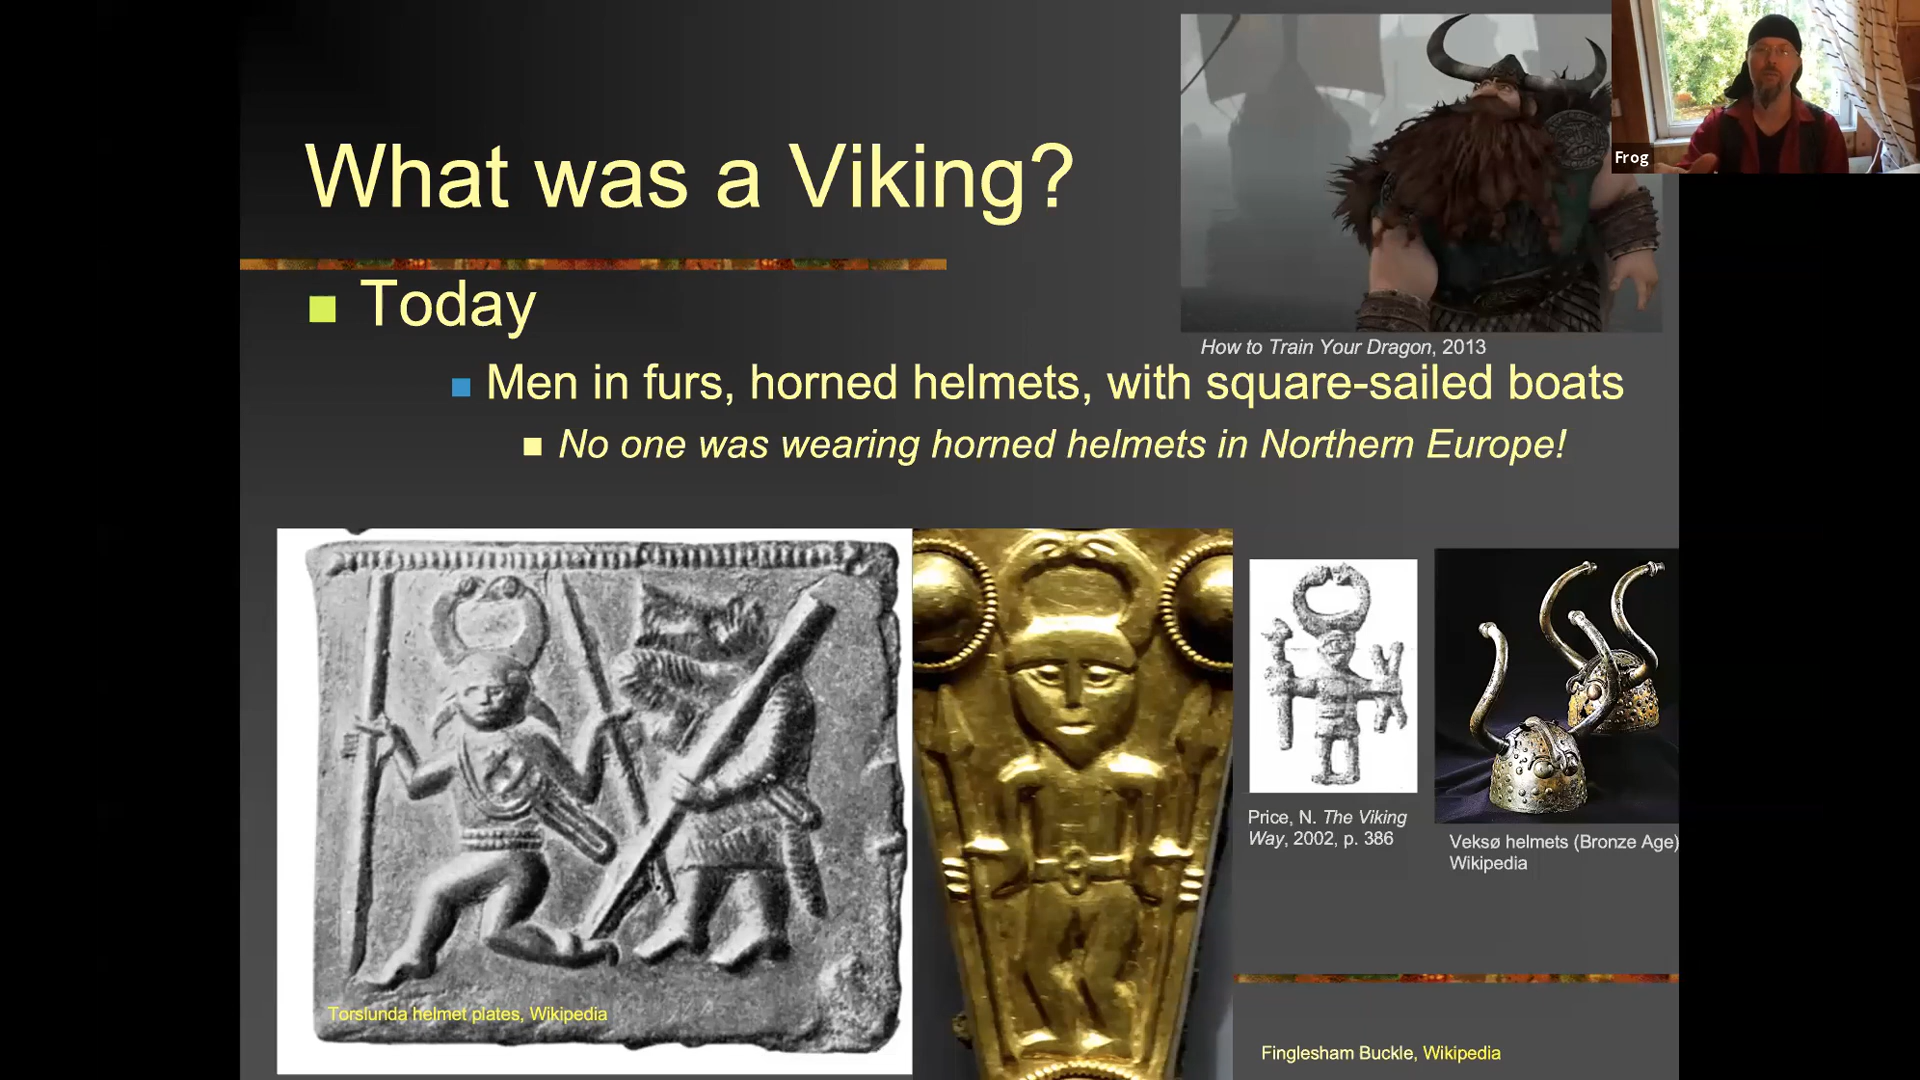 What was a Viking?
Frog
How to Train Your Dragon, 2013
Today
Men in furs, horned helmets, with square-sailed boats
No one was wearing horned helmets in Northern Europe!
Price, N. The Viking
Way, 2002, p. 386
Veksø helmets (Bronze Age)
Wikipedia
Torslunda helmet plates, Wikipedia
Finglesham Buckle, Wikipedia